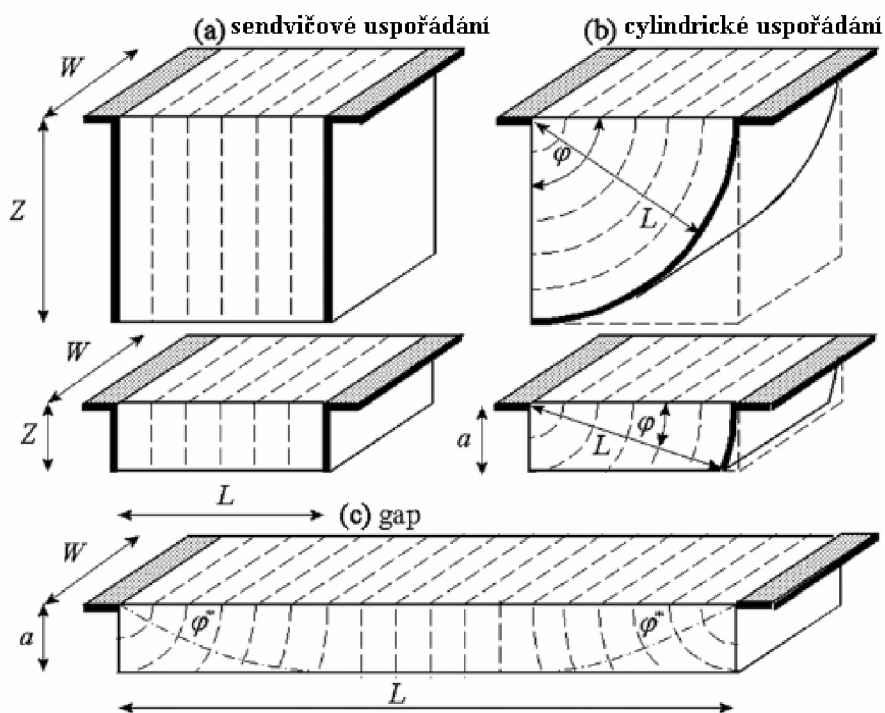 (a) sendvičové uspořádání
(b) cylindrické uspořádání
W
Z
φ
L
W
Z
L
a
φ
L
(c) gap
W
a
φ*
φ*
L